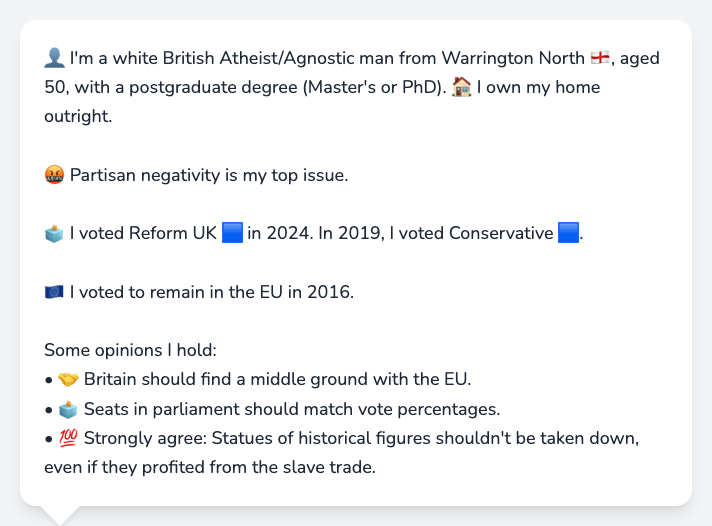 👤 I'm a white British Atheist/Agnostic man from Warrington North 🏴󠁧󠁢󠁥󠁮󠁧󠁿, aged
50, with a postgraduate degree (Master's or PhD). 🏠 I own my home
outright.
🤬 Partisan negativity is my top issue.
🗳️ I voted Reform UK 🟦 in 2024. In 2019, I voted Conservative 🟦.
🇪🇺 I voted to remain in the EU in 2016.
Some opinions I hold:
• 🤝 Britain should find a middle ground with the EU.
• 🗳️ Seats in parliament should match vote percentages.
• 💯 Strongly agree: Statues of historical figures shouldn't be taken down,
even if they profited from the slave trade.